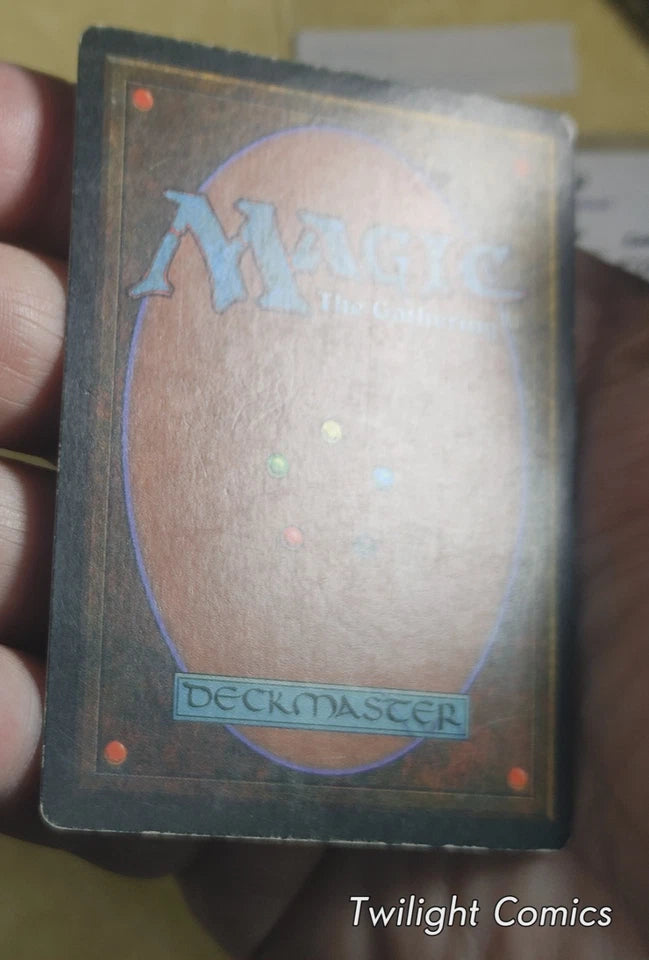 MAGIC
The Gathering
DECKMASTER
Twilight Comics